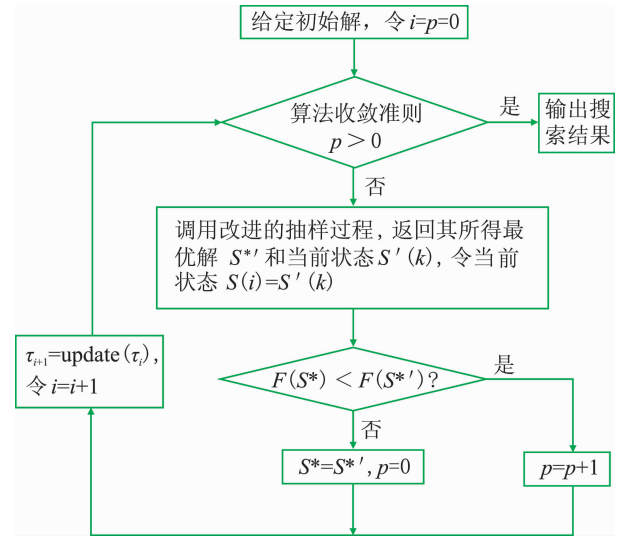 给定初始解，令 i=p=0
算法收敛准则
p＞0
是
输出搜
索结果
否
调用改进的抽样过程，返回其所得最
优解 S*′和当前状态S′(k), 令当前
状态 S(i)=S′(k)
τi+1=update(τi),
令 i=i+1
F(S*)＜F(S*′)?
是
否
S*=S*′, p=0
p=p+1